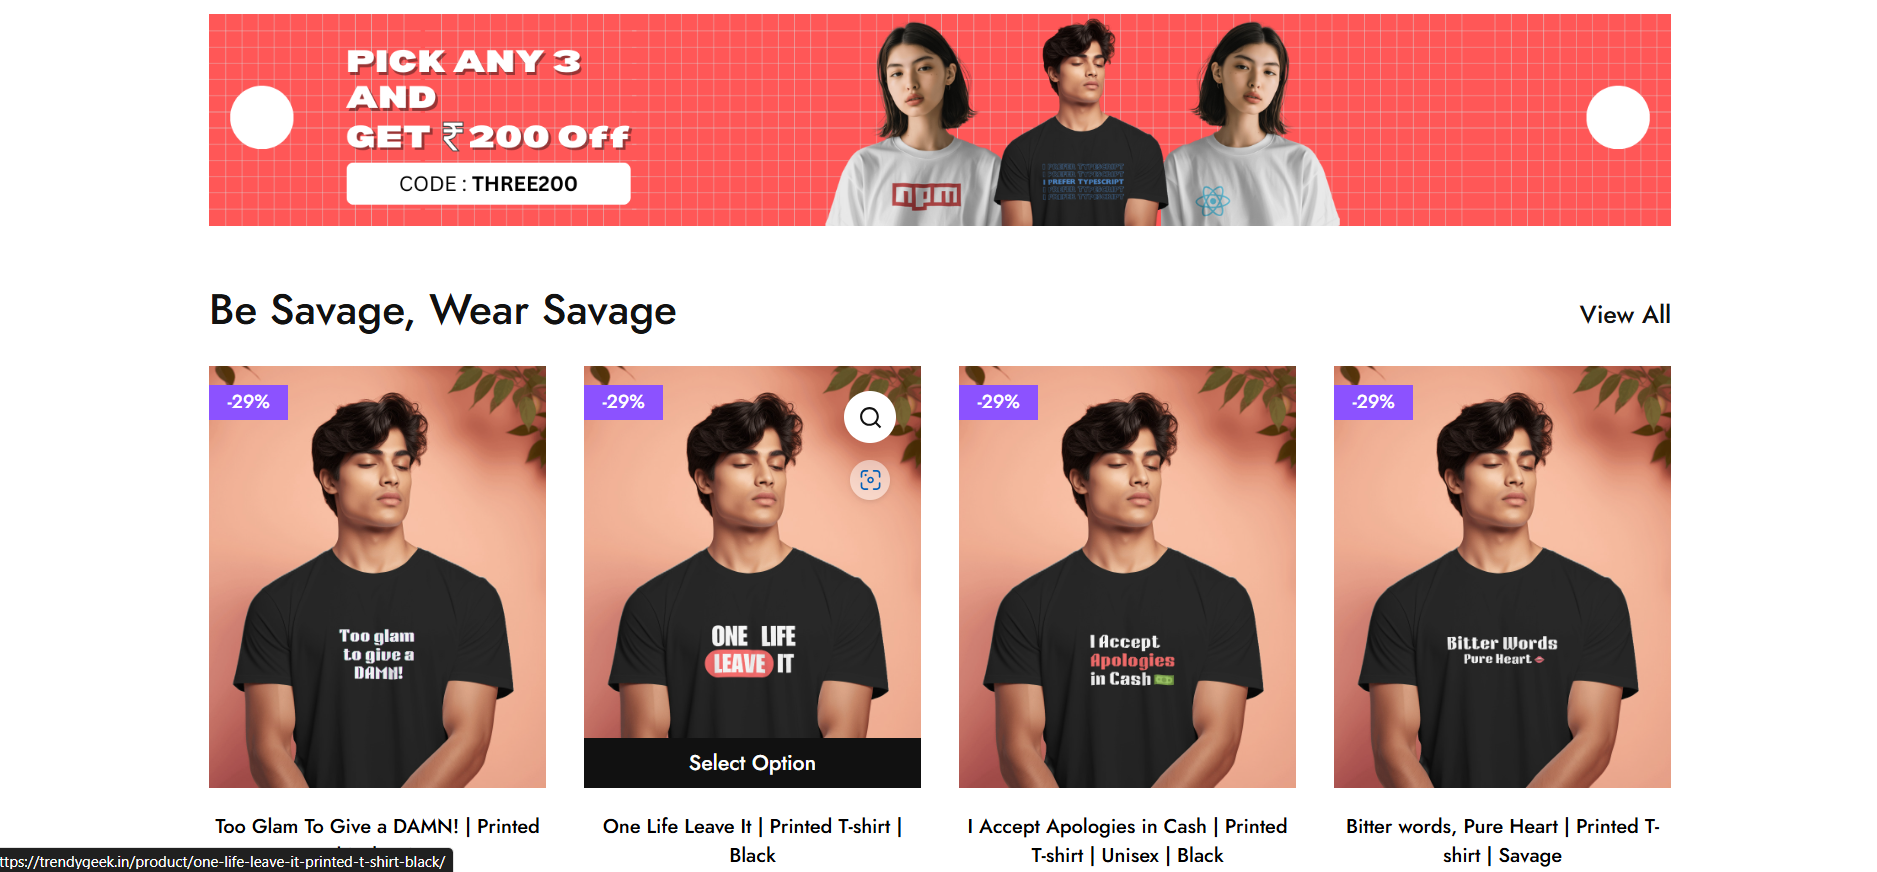 PICK ANY 3
AND
GET ₹200 Off
CODE : THREE200
npm
I PREFER TYPESCRIPT
I PREFER TYPESCRIPT
I PREFER TYPESCRIPT
I PREFER TYPESCRIPT
I PREFER TYPESCRIPT
Be Savage, Wear Savage
View All
-29%
-29%
-29%
-29%
Too glam
to give a
DAMN!
ONE LIFE
LEAVE IT
I Accept
Apologies
in Cash
Bitter Words
Pure Heart
Select Option
Too Glam To Give a DAMN! | Printed
One Life Leave It | Printed T-shirt |
Black
I Accept Apologies in Cash | Printed
T-shirt | Unisex | Black
Bitter words, Pure Heart | Printed T-
shirt | Savage
ttps://trendygeek.in/product/one-life-leave-it-printed-t-shirt-black/